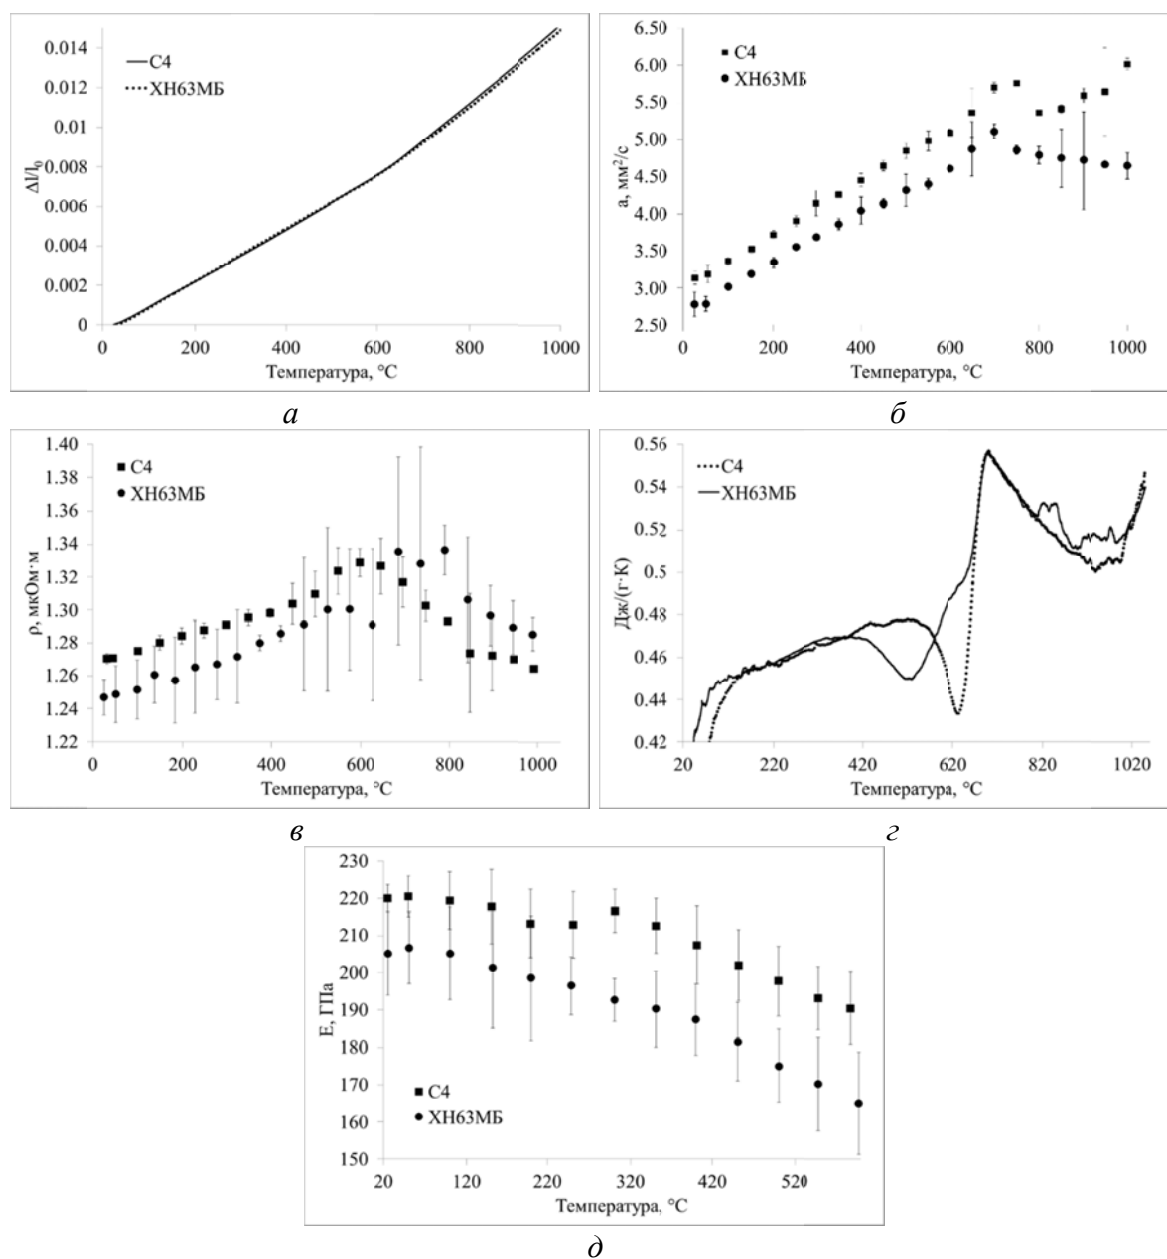 0.014
0.012
0.01
0.008
0.006
0.004
0.002
0
Δl/l₀
С4
ХН63МБ
0 200 400 600 800 1000
Температура, °С
а
6.50
6.00
5.50
5.00
4.50
4.00
3.50
3.00
2.50
а, мм²/с
С4
ХН63МБ
0 200 400 600 800 1000
Температура, °С
б
1.40
1.38
1.36
1.34
1.32
1.30
1.28
1.26
1.24
1.22
ρ, мкОм·м
С4
ХН63МБ
0 200 400 600 800 1000
Температура, °С
в
0.56
0.54
0.52
0.5
0.48
0.46
0.44
0.42
Дж/(г·К)
С4
ХН63МБ
20 220 420 620 820 1020
Температура, °С
г
230
220
210
200
190
180
170
160
150
Е, ГПа
С4
ХН63МБ
20 120 220 320 420 520
Температура, °С
д